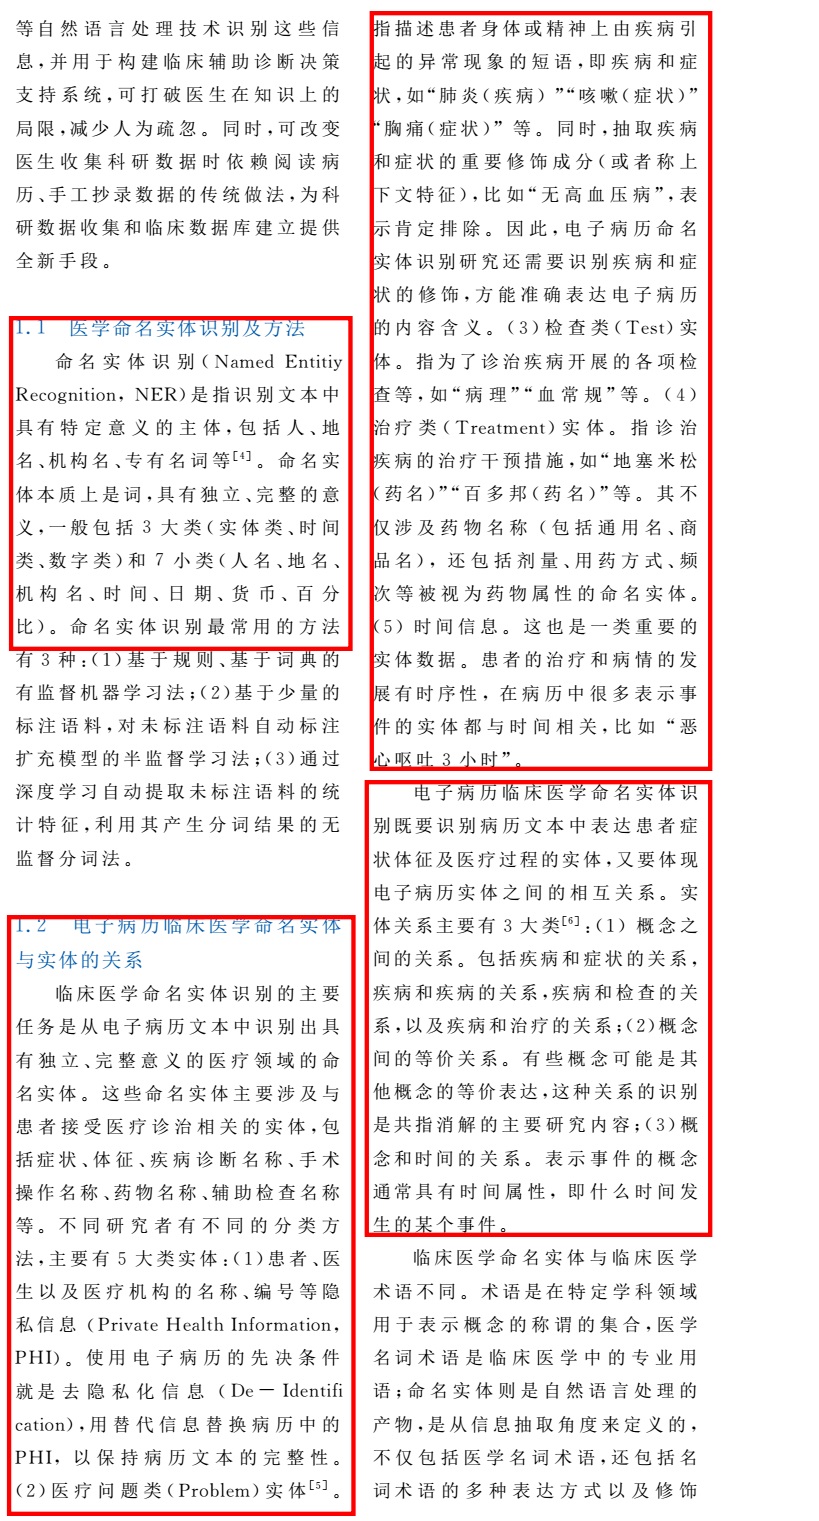 等自然语言处理技术识别这些信
息,并用于构建临床辅助诊断决策
支持系统,可打破医生在知识上的
局限,减少人为疏忽。同时,可改变
医生收集科研数据时依赖阅读病
历、手工抄录数据的传统做法,为科
研数据收集和临床数据库建立提供
全新手段。
1.1 医学命名实体识别及方法
命名实体识别(Named Entitiy
Recognition, NER)是指识别文本中
具有特定意义的主体,包括人、地
名、机构名、专有名词等[4]。命名实
体本质上是词,具有独立、完整的意
义,一般包括 3 大类(实体类、时间
类、数字类)和 7 小类(人名、地名、
机构名、时间、日期、货币、百分
比)。命名实体识别最常用的方法
有 3 种:(1)基于规则、基于词典的
有监督机器学习法;(2)基于少量的
标注语料,对未标注语料自动标注
扩充模型的半监督学习法;(3)通过
深度学习自动提取未标注语料的统
计特征,利用其产生分词结果的无
监督分词法。
1.2 电子病历临床医学命名实体
与实体的关系
临床医学命名实体识别的主要
任务是从电子病历文本中识别出具
有独立、完整意义的医疗领域的命
名实体。这些命名实体主要涉及与
患者接受医疗诊治相关的实体,包
括症状、体征、疾病诊断名称、手术
操作名称、药物名称、辅助检查名称
等。不同研究者有不同的分类方
法,主要有 5 大类实体:(1)患者、医
生以及医疗机构的名称、编号等隐
私信息(Private Health Information,
PHI)。使用电子病历的先决条件
就是去隐私化信息(De－Identifi
cation),用替代信息替换病历中的
PHI, 以保持病历文本的完整性。
(2)医疗问题类(Problem)实体[5]。
指描述患者身体或精神上由疾病引
起的异常现象的短语,即疾病和症
状,如“肺炎(疾病)”“咳嗽(症状)”
“胸痛(症状)”等。同时,抽取疾病
和症状的重要修饰成分(或者称上
下文特征),比如“无高血压病”,表
示肯定排除。因此,电子病历命名
实体识别研究还需要识别疾病和症
状的修饰,方能准确表达电子病历
的内容含义。(3)检查类(Test)实
体。指为了诊治疾病开展的各项检
查等,如“病理”“血常规”等。(4)
治疗类(Treatment)实体。指诊治
疾病的治疗干预措施,如“地塞米松
(药名)”“百多邦(药名)”等。其不
仅涉及药物名称(包括通用名、商
品名), 还包括剂量、用药方式、频
次等被视为药物属性的命名实体。
(5) 时间信息。这也是一类重要的
实体数据。患者的治疗和病情的发
展有时序性, 在病历中很多表示事
件的实体都与时间相关,比如“恶
心呕吐 3 小时”。
电子病历临床医学命名实体识
别既要识别病历文本中表达患者症
状体征及医疗过程的实体,又要体现
电子病历实体之间的相互关系。实
体关系主要有 3 大类[6]:(1) 概念之
间的关系。包括疾病和症状的关系,
疾病和疾病的关系,疾病和检查的关
系,以及疾病和治疗的关系;(2)概念
间的等价关系。有些概念可能是其
他概念的等价表达,这种关系的识别
是共指消解的主要研究内容;(3)概
念和时间的关系。表示事件的概念
通常具有时间属性, 即什么时间发
生的某个事件。
临床医学命名实体与临床医学
术语不同。术语是在特定学科领域
用于表示概念的称谓的集合,医学
名词术语是临床医学中的专业用
语;命名实体则是自然语言处理的
产物,是从信息抽取角度来定义的,
不仅包括医学名词术语,还包括名
词术语的多种表达方式以及修饰